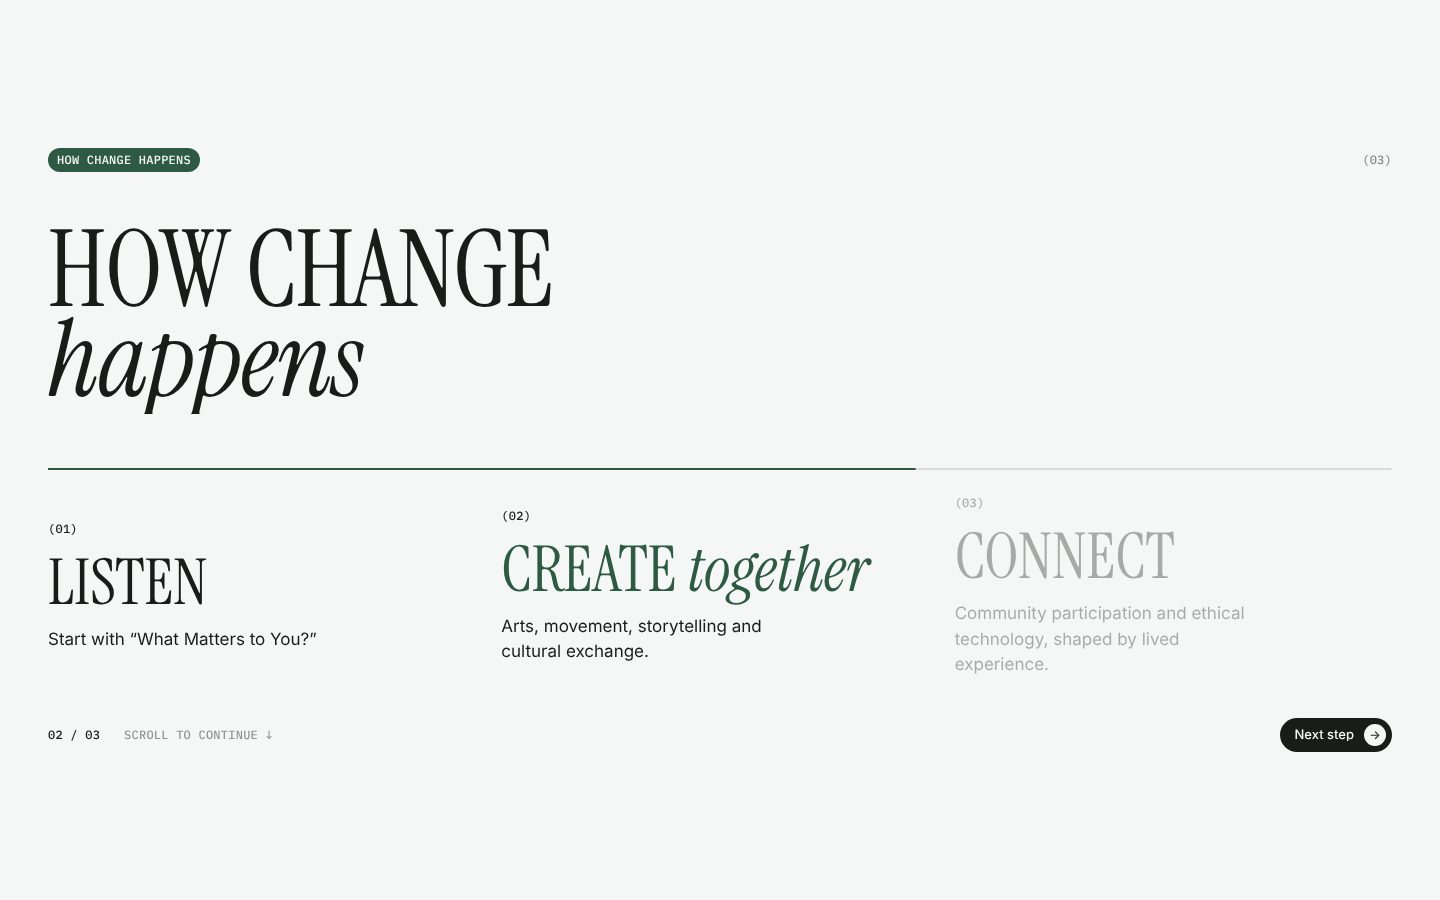 HOW CHANGE HAPPENS
(03)
HOW CHANGE
happens
(01)
LISTEN
Start with “What Matters to You?”
(02)
CREATE together
Arts, movement, storytelling and
cultural exchange.
(03)
CONNECT
Community participation and ethical
technology, shaped by lived
experience.
02 / 03
SCROLL TO CONTINUE ↓
Next step →